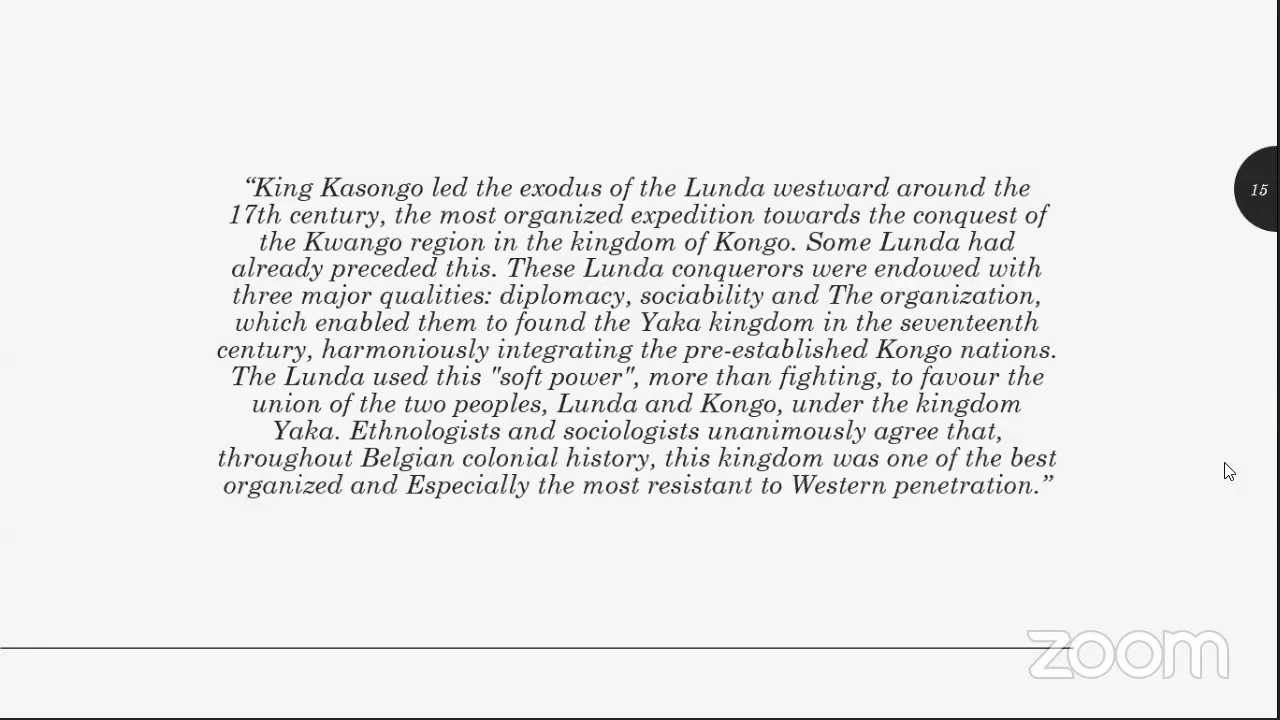 “King Kasongo led the exodus of the Lunda westward around the
17th century, the most organized expedition towards the conquest of
the Kwango region in the kingdom of Kongo. Some Lunda had
already preceded this. These Lunda conquerors were endowed with
three major qualities: diplomacy, sociability and The organization,
which enabled them to found the Yaka kingdom in the seventeenth
century, harmoniously integrating the pre-established Kongo nations.
The Lunda used this "soft power", more than fighting, to favour the
union of the two peoples, Lunda and Kongo, under the kingdom
Yaka. Ethnologists and sociologists unanimously agree that,
throughout Belgian colonial history, this kingdom was one of the best
organized and Especially the most resistant to Western penetration.”
15
zoom